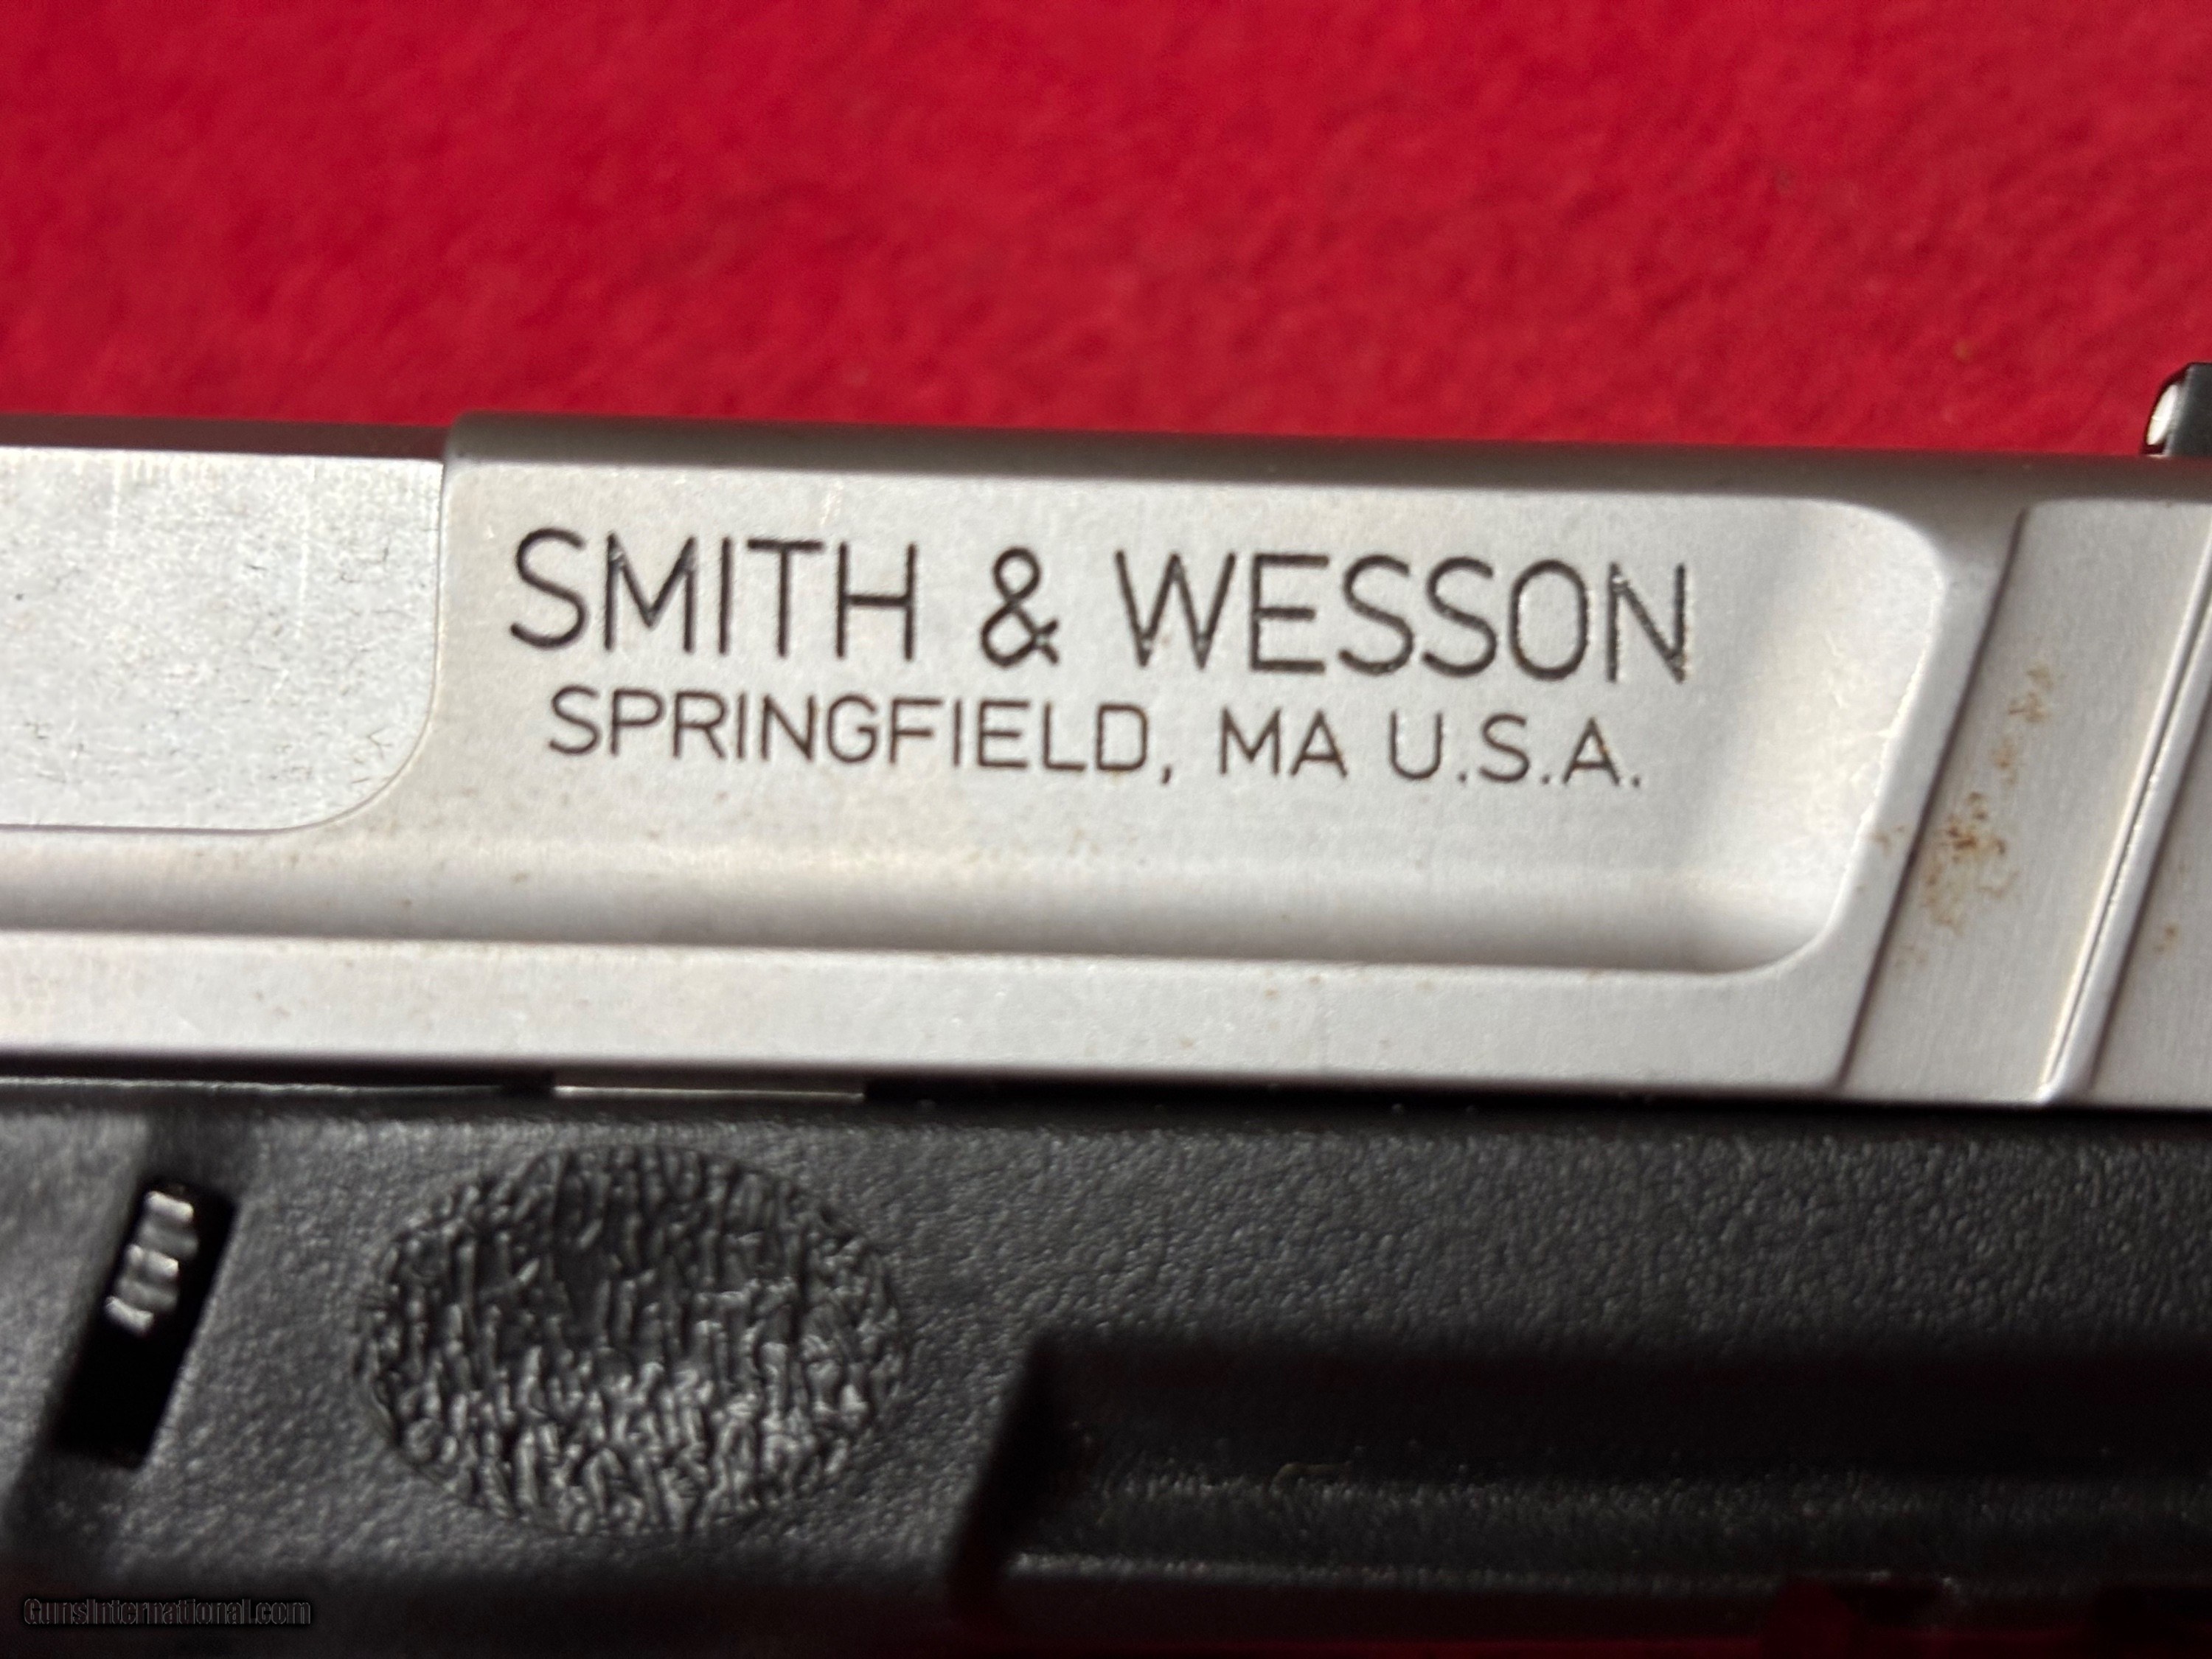 SMITH & WESSON
SPRINGFIELD, MA U.S.A.
GunsInternational.com